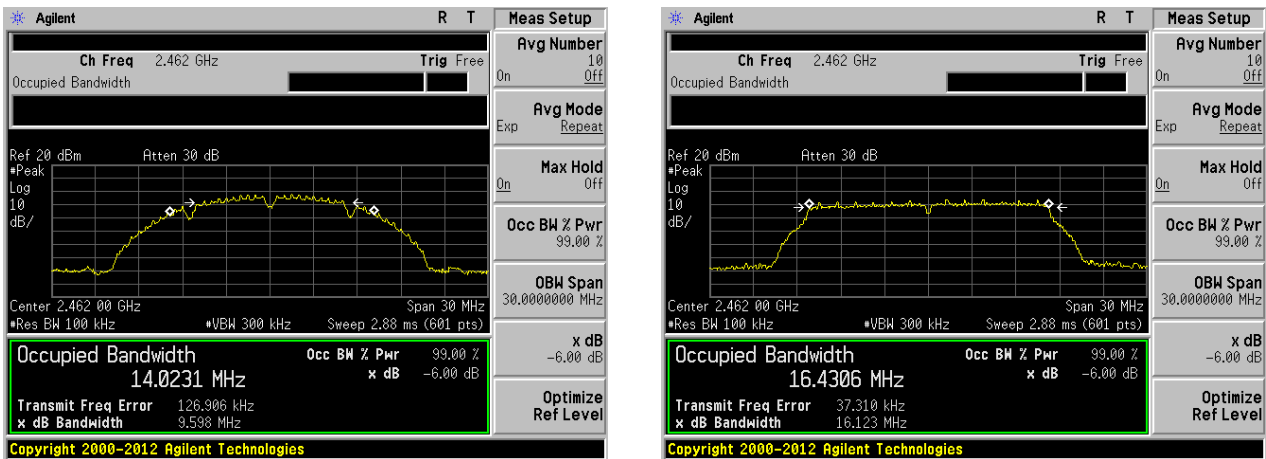 Agilent R T
Meas Setup
Ch Freq 2.462 GHz Trig Free
Occupied Bandwidth
Avg Number
10
On Off
Avg Mode
Exp Repeat
Max Hold
On Off
Occ BW % Pwr
99.00 %
OBW Span
30.0000000 MHz
x dB
-6.00 dB
Optimize
Ref Level
Ref 20 dBm Atten 30 dB
#Peak
Log
10
dB/
Center 2.462 00 GHz Span 30 MHz
#Res BW 100 kHz #VBW 300 kHz Sweep 2.88 ms (601 pts)
Occupied Bandwidth Occ BW % Pwr 99.00 %
14.0231 MHz x dB -6.00 dB
Transmit Freq Error 126.906 kHz
x dB Bandwidth 9.598 MHz
Copyright 2000-2012 Agilent Technologies
Agilent R T
Meas Setup
Ch Freq 2.462 GHz Trig Free
Occupied Bandwidth
Avg Number
10
On Off
Avg Mode
Exp Repeat
Max Hold
On Off
Occ BW % Pwr
99.00 %
OBW Span
30.0000000 MHz
x dB
-6.00 dB
Optimize
Ref Level
Ref 20 dBm Atten 30 dB
#Peak
Log
10
dB/
Center 2.462 00 GHz Span 30 MHz
#Res BW 100 kHz #VBW 300 kHz Sweep 2.88 ms (601 pts)
Occupied Bandwidth Occ BW % Pwr 99.00 %
16.4306 MHz x dB -6.00 dB
Transmit Freq Error 37.310 kHz
x dB Bandwidth 16.123 MHz
Copyright 2000-2012 Agilent Technologies